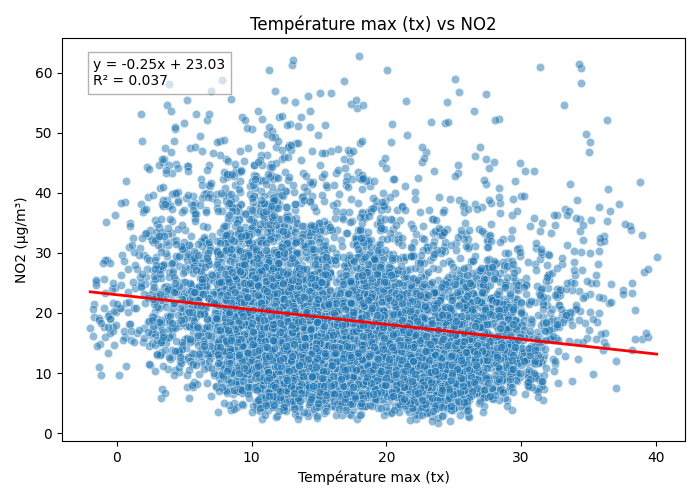 Température max (tx) vs NO2
y = -0.25x + 23.03
R² = 0.037
NO2 (µg/m³)
60
50
40
30
20
10
0
0 10 20 30 40
Température max (tx)